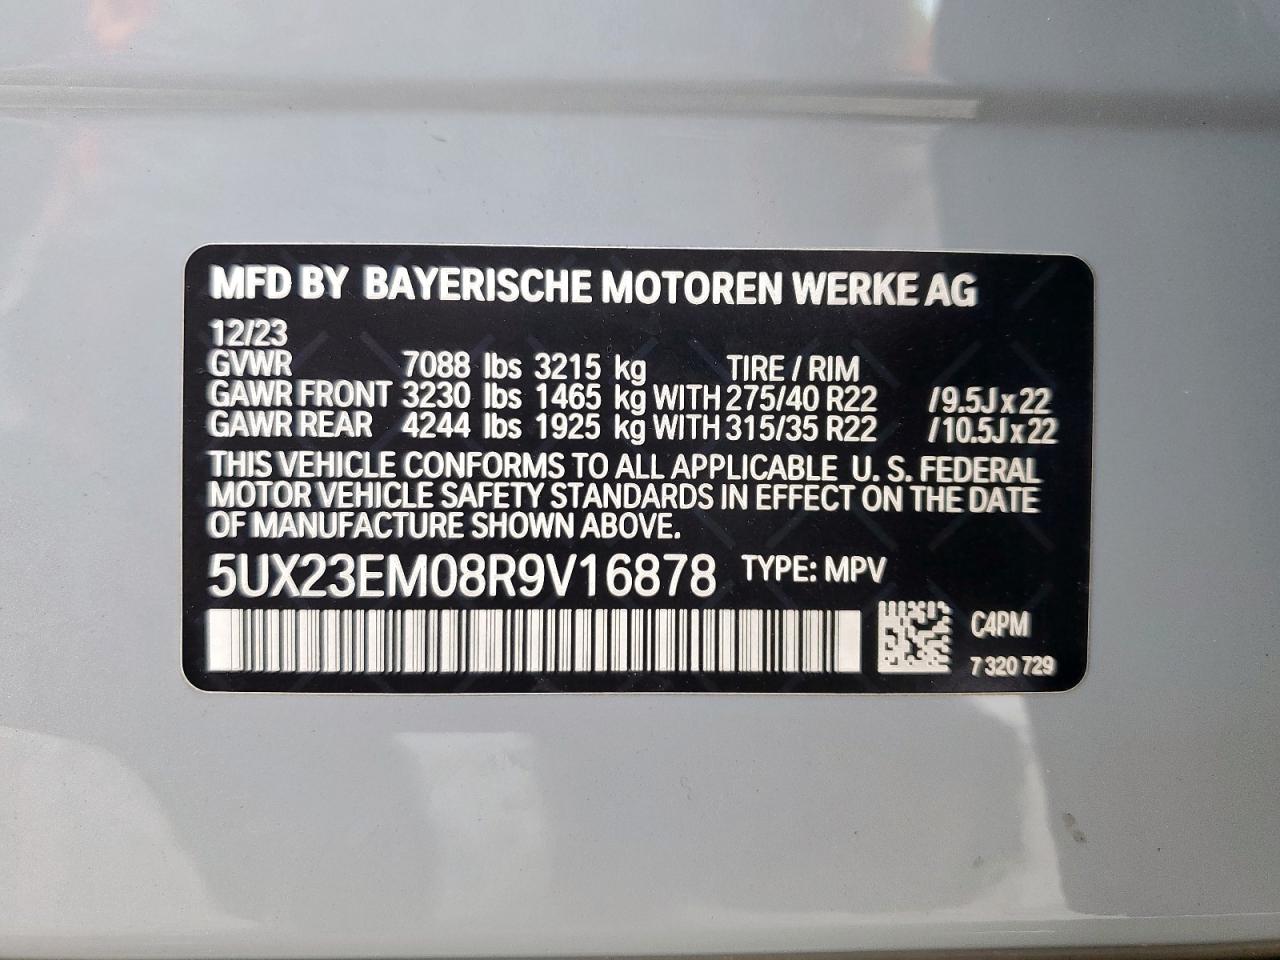 MFD BY BAYERISCHE MOTOREN WERKE AG
12/23
GVWR 7088 lbs 3215 kg TIRE / RIM
GAWR FRONT 3230 lbs 1465 kg WITH 275/40 R22 /9.5J x 22
GAWR REAR 4244 lbs 1925 kg WITH 315/35 R22 /10.5J x 22
THIS VEHICLE CONFORMS TO ALL APPLICABLE U. S. FEDERAL
MOTOR VEHICLE SAFETY STANDARDS IN EFFECT ON THE DATE
OF MANUFACTURE SHOWN ABOVE.
5UX23EM08R9V16878 TYPE: MPV
C4PM
7 320 729